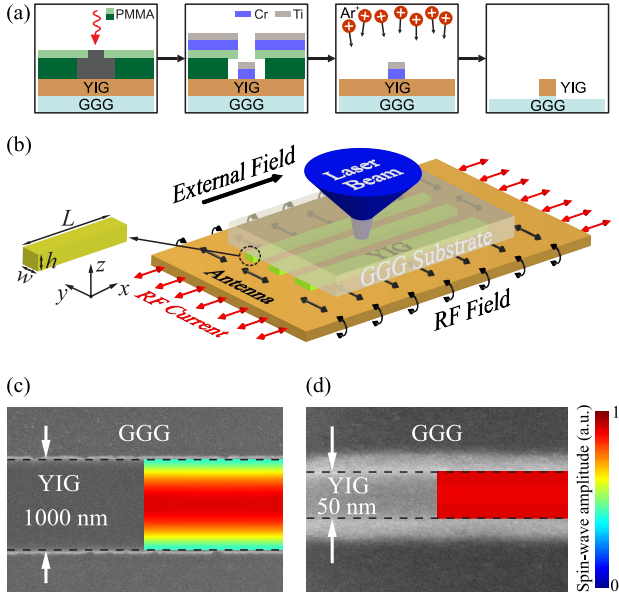 (a)
PMMA
YIG
GGG
Cr Ti
YIG
GGG
Ar⁺
YIG
GGG
YIG
GGG
(b)
External Field
Laser
Beam
L
h
w
z
y
x
YIG
GGG Substrate
Antenna
RF Current
RF Field
(c)
GGG
YIG
1000 nm
(d)
GGG
YIG
50 nm
Spin-wave amplitude (a.u.)
1
0